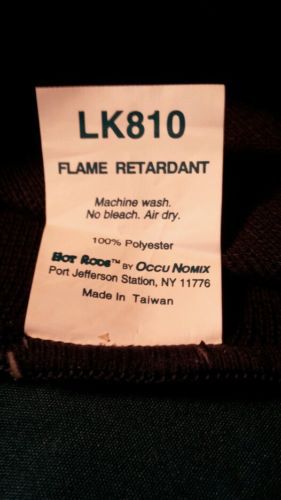 LK810
FLAME RETARDANT
Machine wash.
No bleach. Air dry.
100% Polyester
HOT RODS™ BY OCCU NOMIX
Port Jefferson Station, NY 11776
Made In Taiwan